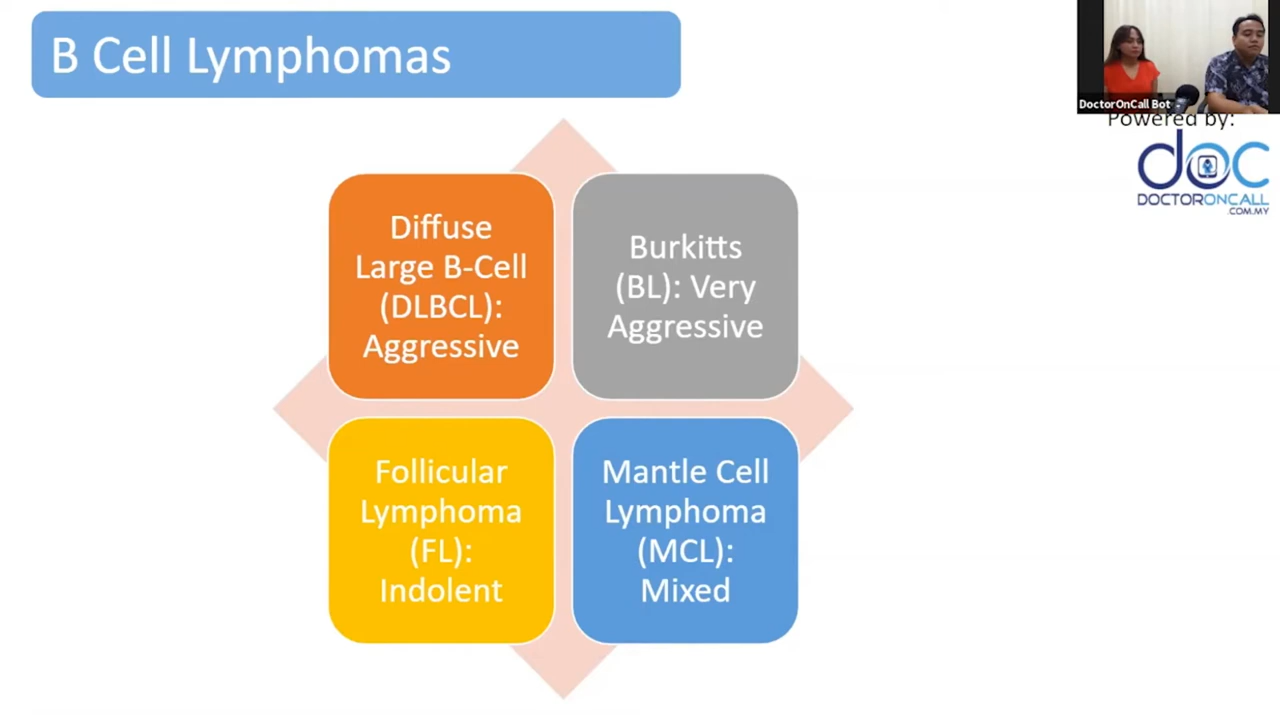 B Cell Lymphomas
DoctorOnCall Bot
Powered by:
doc
DOCTORONCALL
.COM.MY
Diffuse
Large B-Cell
(DLBCL):
Aggressive
Burkitts
(BL): Very
Aggressive
Follicular
Lymphoma
(FL):
Indolent
Mantle Cell
Lymphoma
(MCL):
Mixed